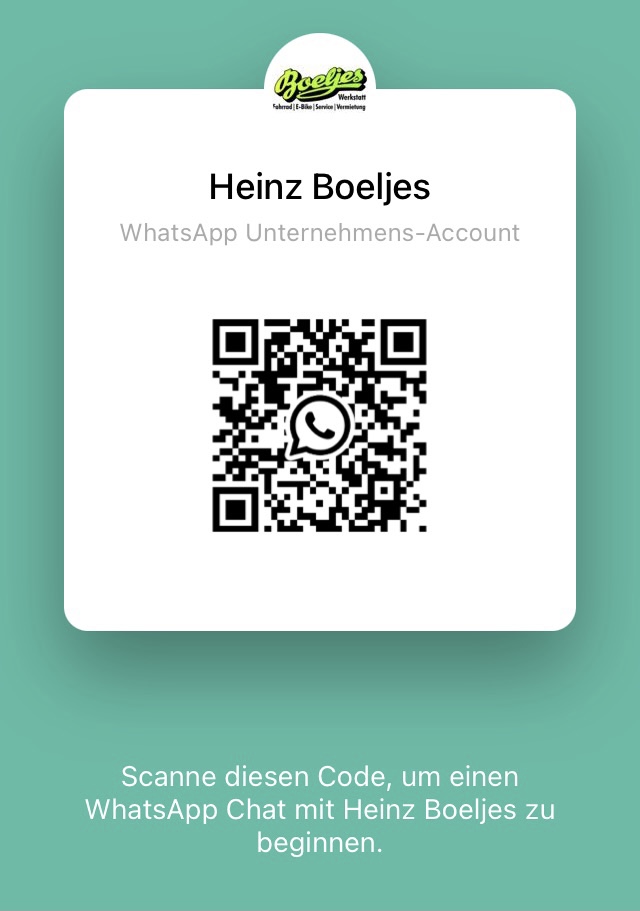 Boeljes
Werkstatt
Fahrrad | E-Bike | Service | Vermietung
Heinz Boeljes
WhatsApp Unternehmens-Account
Scanne diesen Code, um einen
WhatsApp Chat mit Heinz Boeljes zu
beginnen.